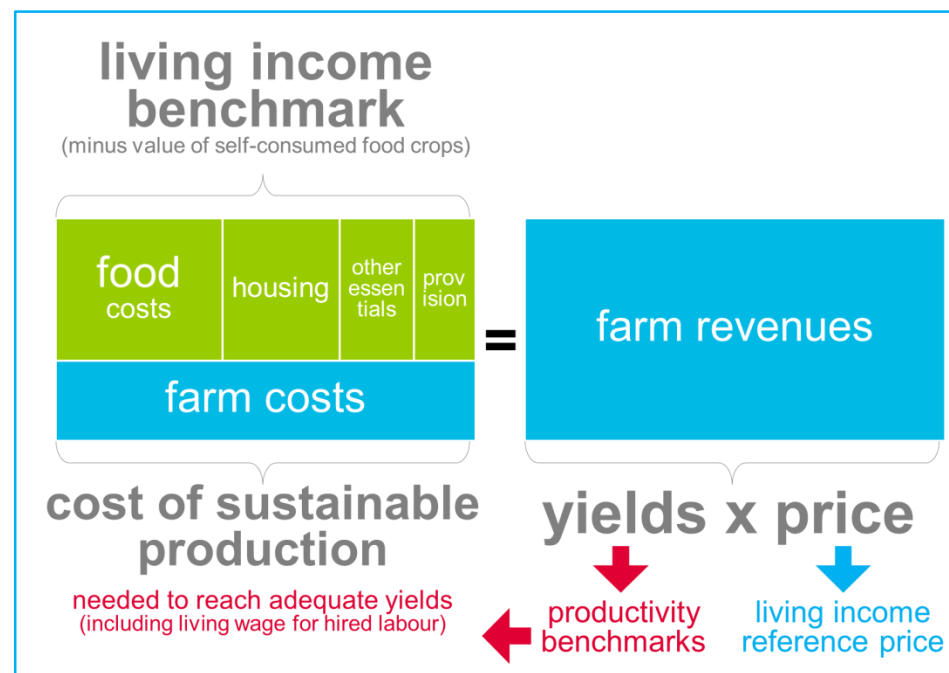 living income
benchmark
(minus value of self-consumed food crops)
food
costs
housing
other
essen
tials
prov
ision
farm costs
=
farm revenues
cost of sustainable
production
needed to reach adequate yields
(including living wage for hired labour)
yields x price
productivity
benchmarks
living income
reference price